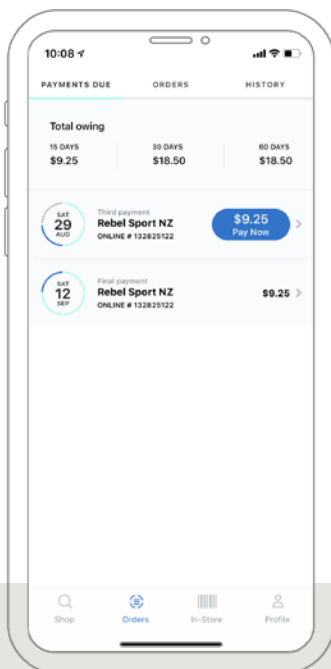 10:08
PAYMENTS DUE ORDERS HISTORY
Total owing
15 DAYS 30 DAYS 60 DAYS
$9.25 $18.50 $18.50
SAT
29
AUG
Third payment
Rebel Sport NZ
ONLINE # 132825122
$9.25
Pay Now
SAT
12
SEP
Final payment
Rebel Sport NZ
ONLINE # 132825122
$9.25
Shop Orders In-Store Profile